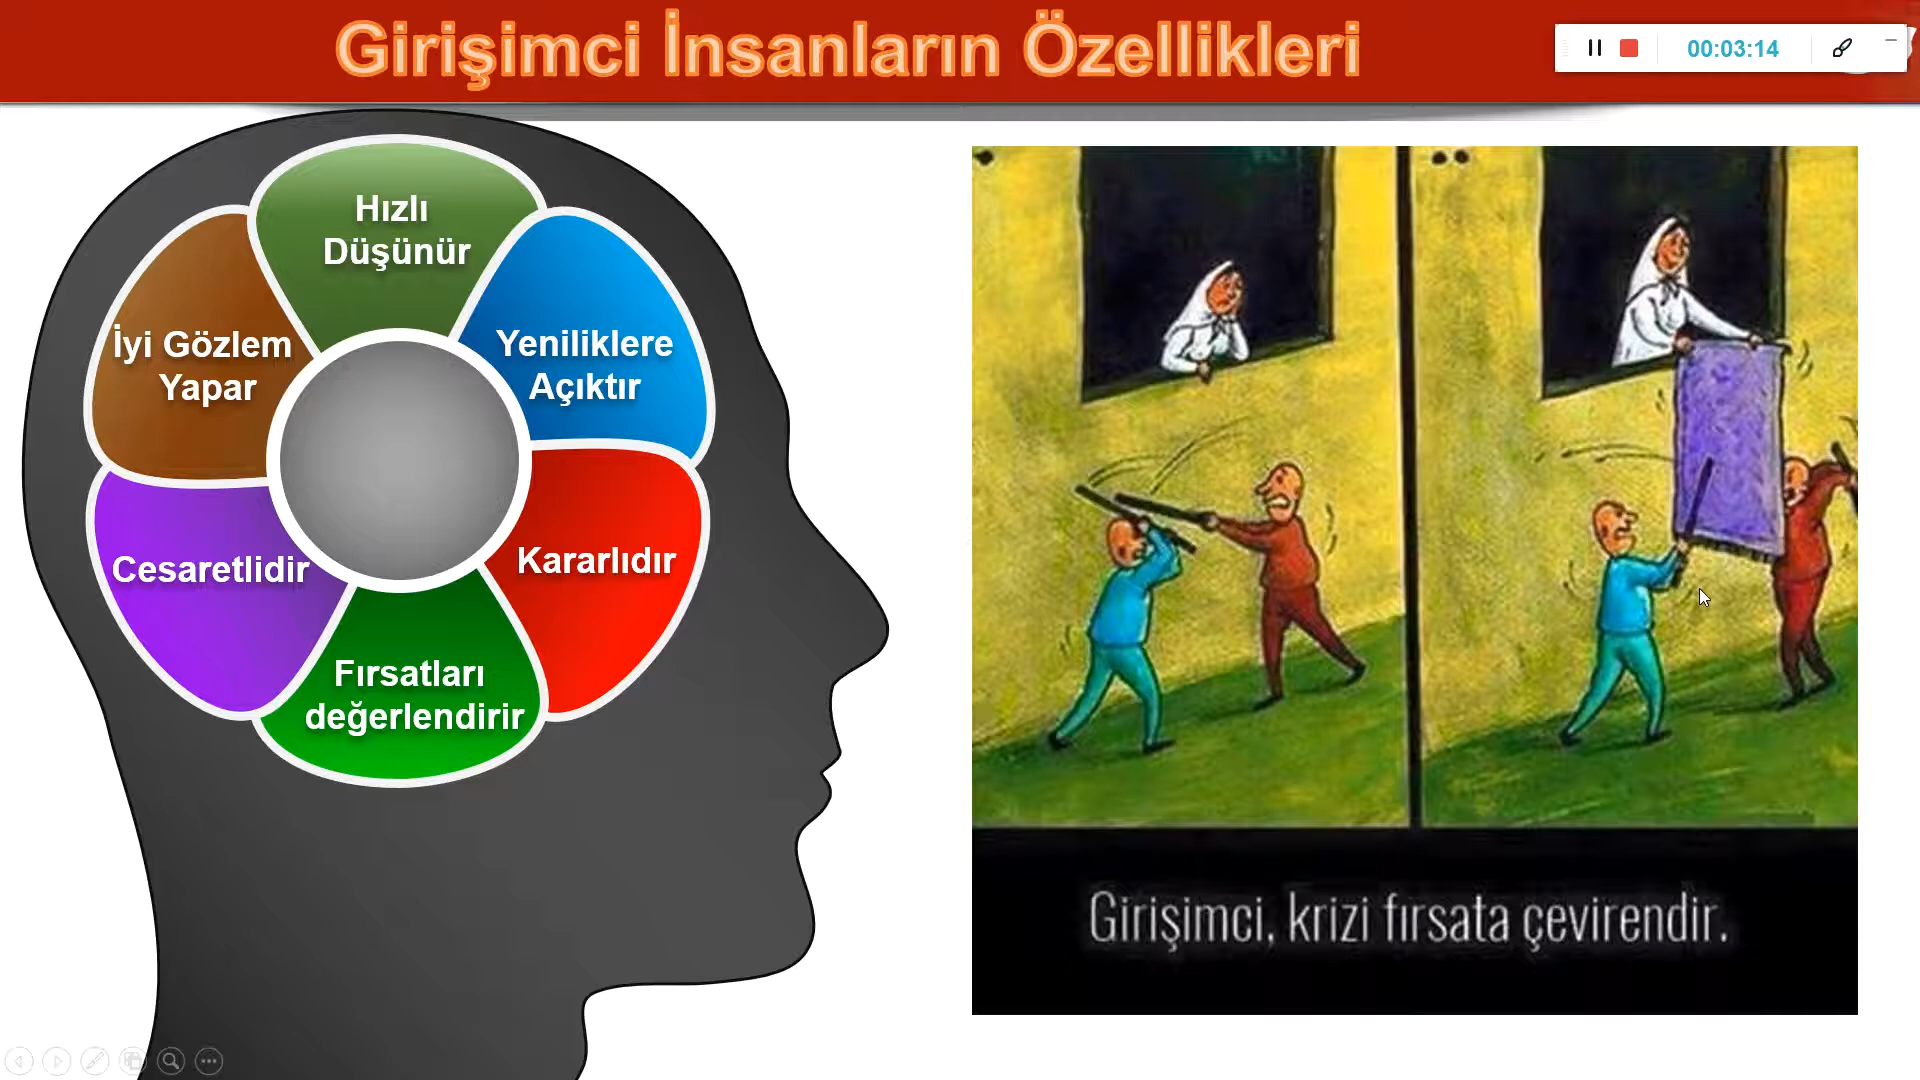 Girişimci İnsanların Özellikleri
00:03:14
Hızlı
Düşünür
Yeniliklere
Açıktır
Kararlıdır
Fırsatları
değerlendirir
Cesaretlidir
İyi Gözlem
Yapar
Girişimci, krizi fırsata çevirendir.